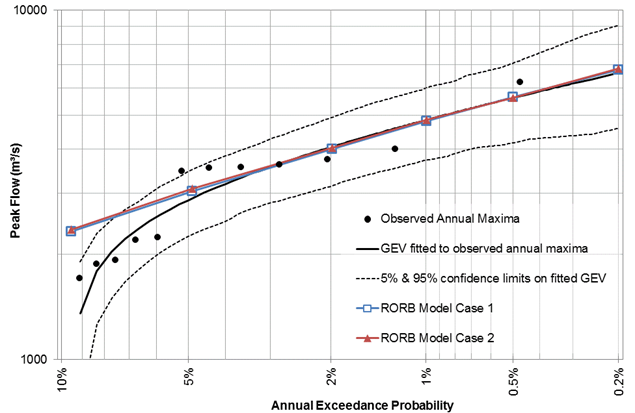 10000
1000
Peak Flow (m³/s)
Observed Annual Maxima
GEV fitted to observed annual maxima
5% & 95% confidence limits on fitted GEV
RORB Model Case 1
RORB Model Case 2
10%
5%
2%
1%
0.5%
0.2%
Annual Exceedance Probability